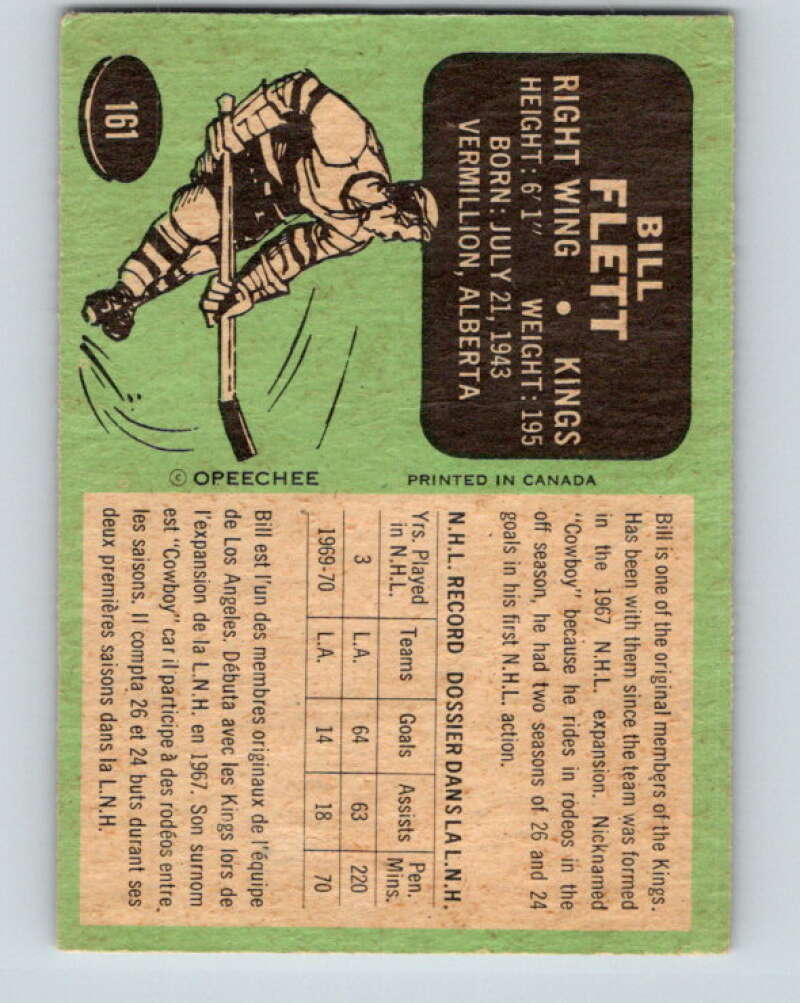 161
BILL
FLETT
RIGHT WING • KINGS
HEIGHT: 6'1" WEIGHT: 195
BORN: JULY 21, 1943
VERMILLION, ALBERTA
© OPEECHEE PRINTED IN CANADA
Bill is one of the original members of the Kings.
Has been with them since the team was formed
in the 1967 N.H.L. expansion. Nicknamed
"Cowboy" because he rides in rodeos in the
off season, he had two seasons of 26 and 24
goals in his first N.H.L. action.
N.H.L. RECORD DOSSIER DANS LA L.N.H.
Yrs. Played in N.H.L. Teams Goals Assists Pen. Mins.
3 L.A. 64 63 220
1969-70 L.A. 14 18 70
Bill est l'un des membres originaux de l'équipe
de Los Angeles. Débuta avec les Kings lors de
l'expansion de la L.N.H. en 1967. Son surnom
est "Cowboy" car il participe à des rodéos entre
les saisons. Il compta 26 et 24 buts durant ses
deux premières saisons dans la L.N.H.